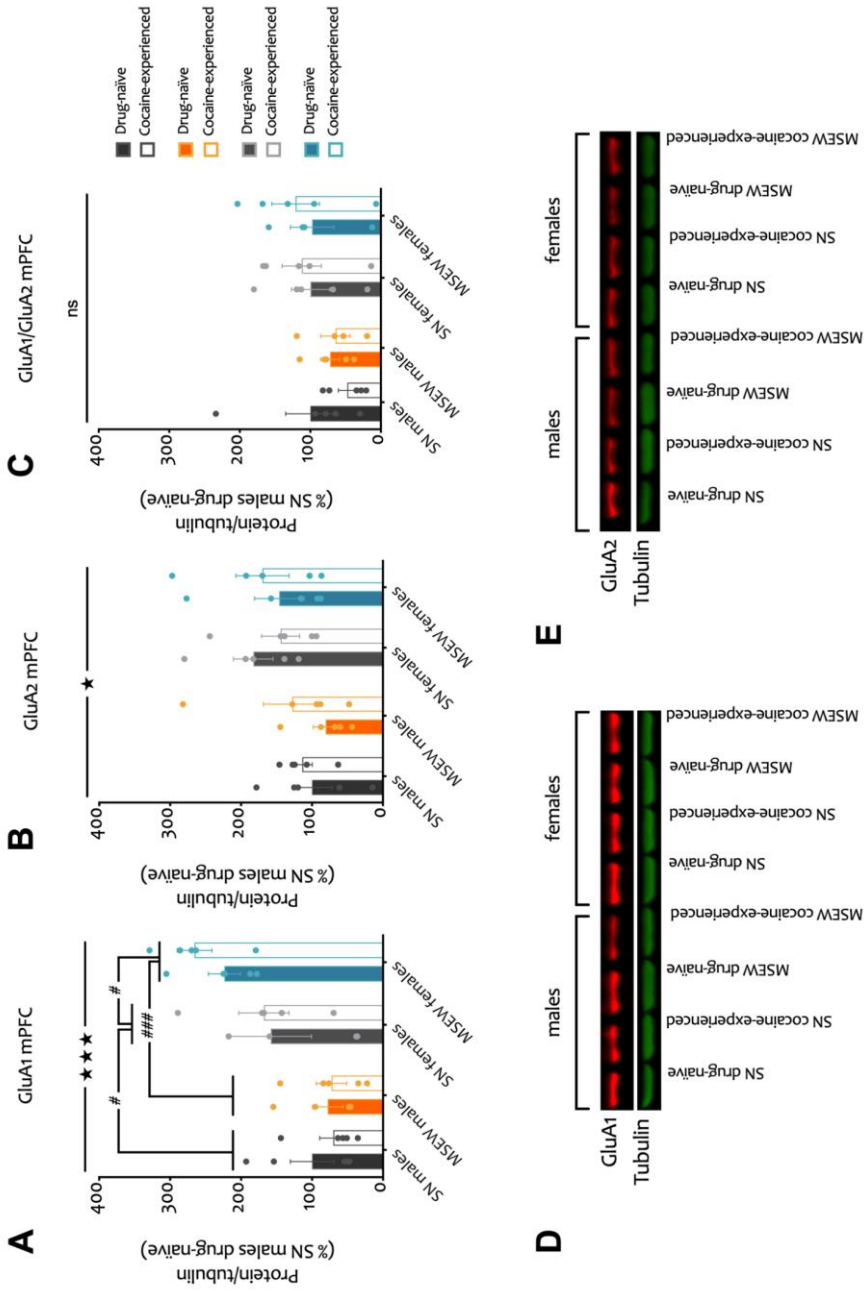 A
GluA1 mPFC
★★★
#
#
###
Protein/tubulin
(% SN males drug-naïve)
400
300
200
100
0
SN males
MSEW males
SN females
MSEW females
B
GluA2 mPFC
★
Protein/tubulin
(% SN males drug-naïve)
400
300
200
100
0
SN males
MSEW males
SN females
MSEW females
C
GluA1/GluA2 mPFC
ns
Protein/tubulin
(% SN males drug-naïve)
400
300
200
100
0
SN males
MSEW males
SN females
MSEW females
Drug-naïve
Cocaine-experienced
Drug-naïve
Cocaine-experienced
Drug-naïve
Cocaine-experienced
Drug-naïve
Cocaine-experienced
D
males
females
GluA1
Tubulin
SN drug-naïve
SN cocaine-experienced
MSEW drug-naïve
MSEW cocaine-experienced
SN drug-naïve
SN cocaine-experienced
MSEW drug-naïve
MSEW cocaine-experienced
E
males
females
GluA2
Tubulin
SN drug-naïve
SN cocaine-experienced
MSEW drug-naïve
MSEW cocaine-experienced
SN drug-naïve
SN cocaine-experienced
MSEW drug-naïve
MSEW cocaine-experienced